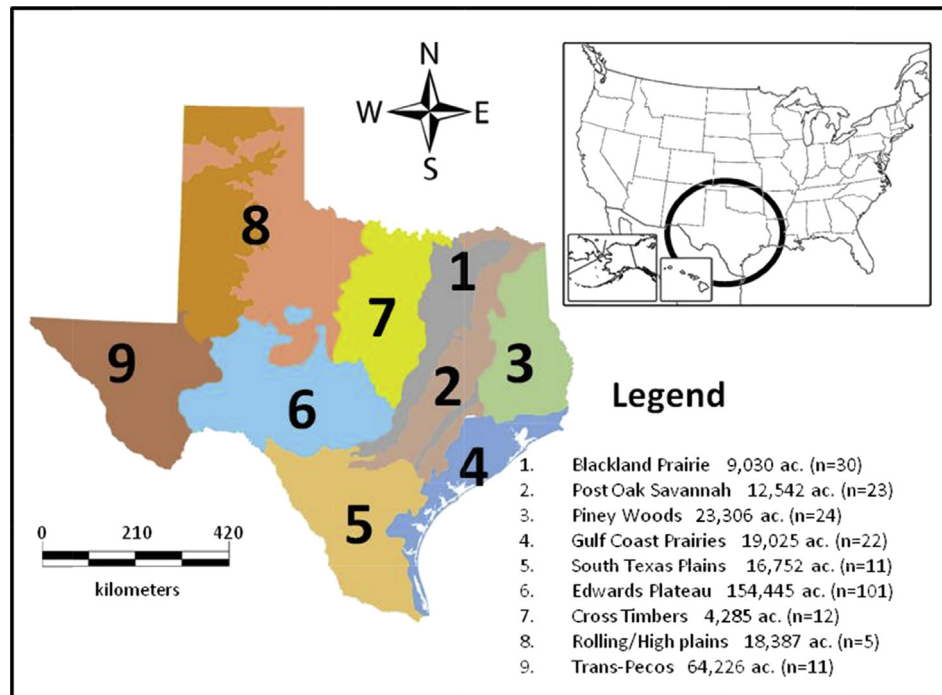 N
W E
S
8
1
7
9
3
2
6
Legend
4
5
0 210 420
kilometers
1. Blackland Prairie 9,030 ac. (n=30)
2. Post Oak Savannah 12,542 ac. (n=23)
3. Piney Woods 23,306 ac. (n=24)
4. Gulf Coast Prairies 19,025 ac. (n=22)
5. South Texas Plains 16,752 ac. (n=11)
6. Edwards Plateau 154,445 ac. (n=101)
7. Cross Timbers 4,285 ac. (n=12)
8. Rolling/High plains 18,387 ac. (n=5)
9. Trans-Pecos 64,226 ac. (n=11)